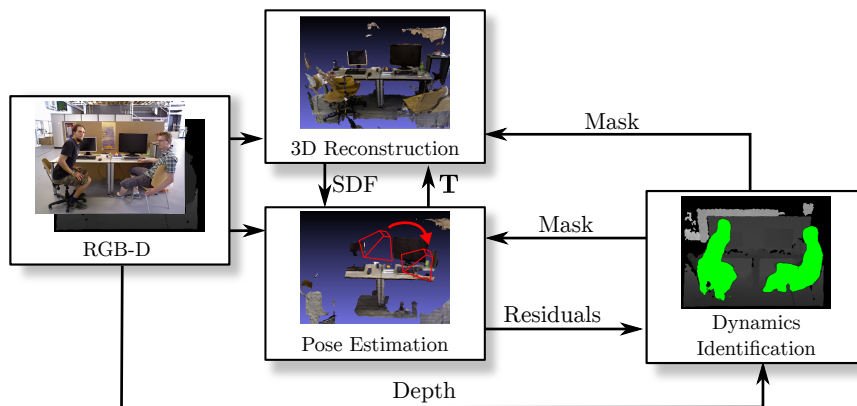 3D Reconstruction
Mask
SDF
T
RGB-D
Mask
Residuals
Pose Estimation
Dynamics
Identification
Depth